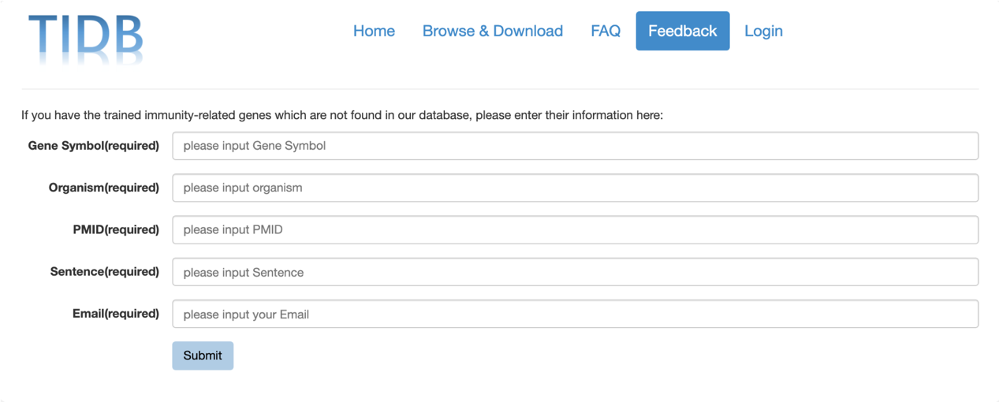 TIDB
Home Browse & Download FAQ Feedback Login
If you have the trained immunity-related genes which are not found in our database, please enter their information here:
Gene Symbol(required) please input Gene Symbol
Organism(required) please input organism
PMID(required) please input PMID
Sentence(required) please input Sentence
Email(required) please input your Email
Submit